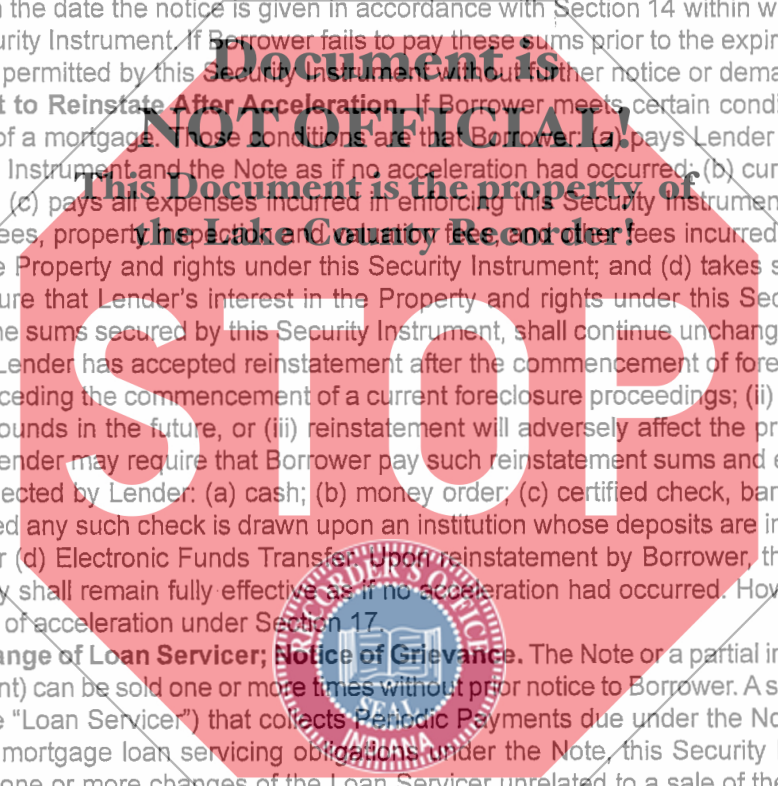 the date the notice is given in accordance with Section 14 within w
urity Instrument. If Borrower fails to pay these sums prior to the expir
permitted by this Security Instrument without further notice or dema
t to Reinstate After Acceleration. If Borrower meets certain condi
of a mortgage. Those conditions are that Borrower: (a) pays Lender
Instrument and the Note as if no acceleration had occurred; (b) cur
(c) pays all expenses incurred in enforcing this Security Instrumen
ees, property inspection and valuation fees, and other fees incurred
e Property and rights under this Security Instrument; and (d) takes s
ure that Lender's interest in the Property and rights under this Sec
he sums secured by this Security Instrument, shall continue unchang
Lender has accepted reinstatement after the commencement of fore
ceding the commencement of a current foreclosure proceedings; (ii)
ounds in the future, or (iii) reinstatement will adversely affect the pr
ender may require that Borrower pay such reinstatement sums and e
ected by Lender: (a) cash; (b) money order; (c) certified check, ban
ed any such check is drawn upon an institution whose deposits are in
r (d) Electronic Funds Transfer. Upon reinstatement by Borrower, th
y shall remain fully effective as if no acceleration had occurred. How
of acceleration under Section 17.
ange of Loan Servicer; Notice of Grievance. The Note or a partial in
nt) can be sold one or more times without prior notice to Borrower. A s
e "Loan Servicer") that collects Periodic Payments due under the No
mortgage loan servicing obligations under the Note, this Security
one or more changes of the Loan Servicer unrelated to a sale of the
Document is
NOT OFFICIAL!
This Document is the property of
the Lake County Recorder!
STOP
RECORDER'S OFFICE
SEAL
INDIANA